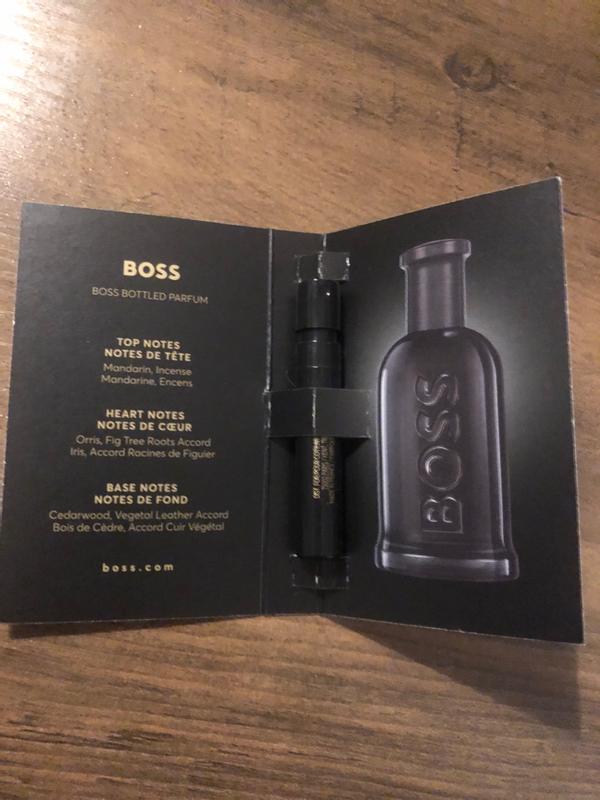 BOSS
BOSS BOTTLED PARFUM
TOP NOTES
NOTES DE TÊTE
Mandarin, Incense
Mandarine, Encens
HEART NOTES
NOTES DE CŒUR
Orris, Fig Tree Roots Accord
Iris, Accord Racines de Figuier
BASE NOTES
NOTES DE FOND
Cedarwood, Vegetal Leather Accord
Bois de Cèdre, Accord Cuir Végétal
boss.com
BOSS